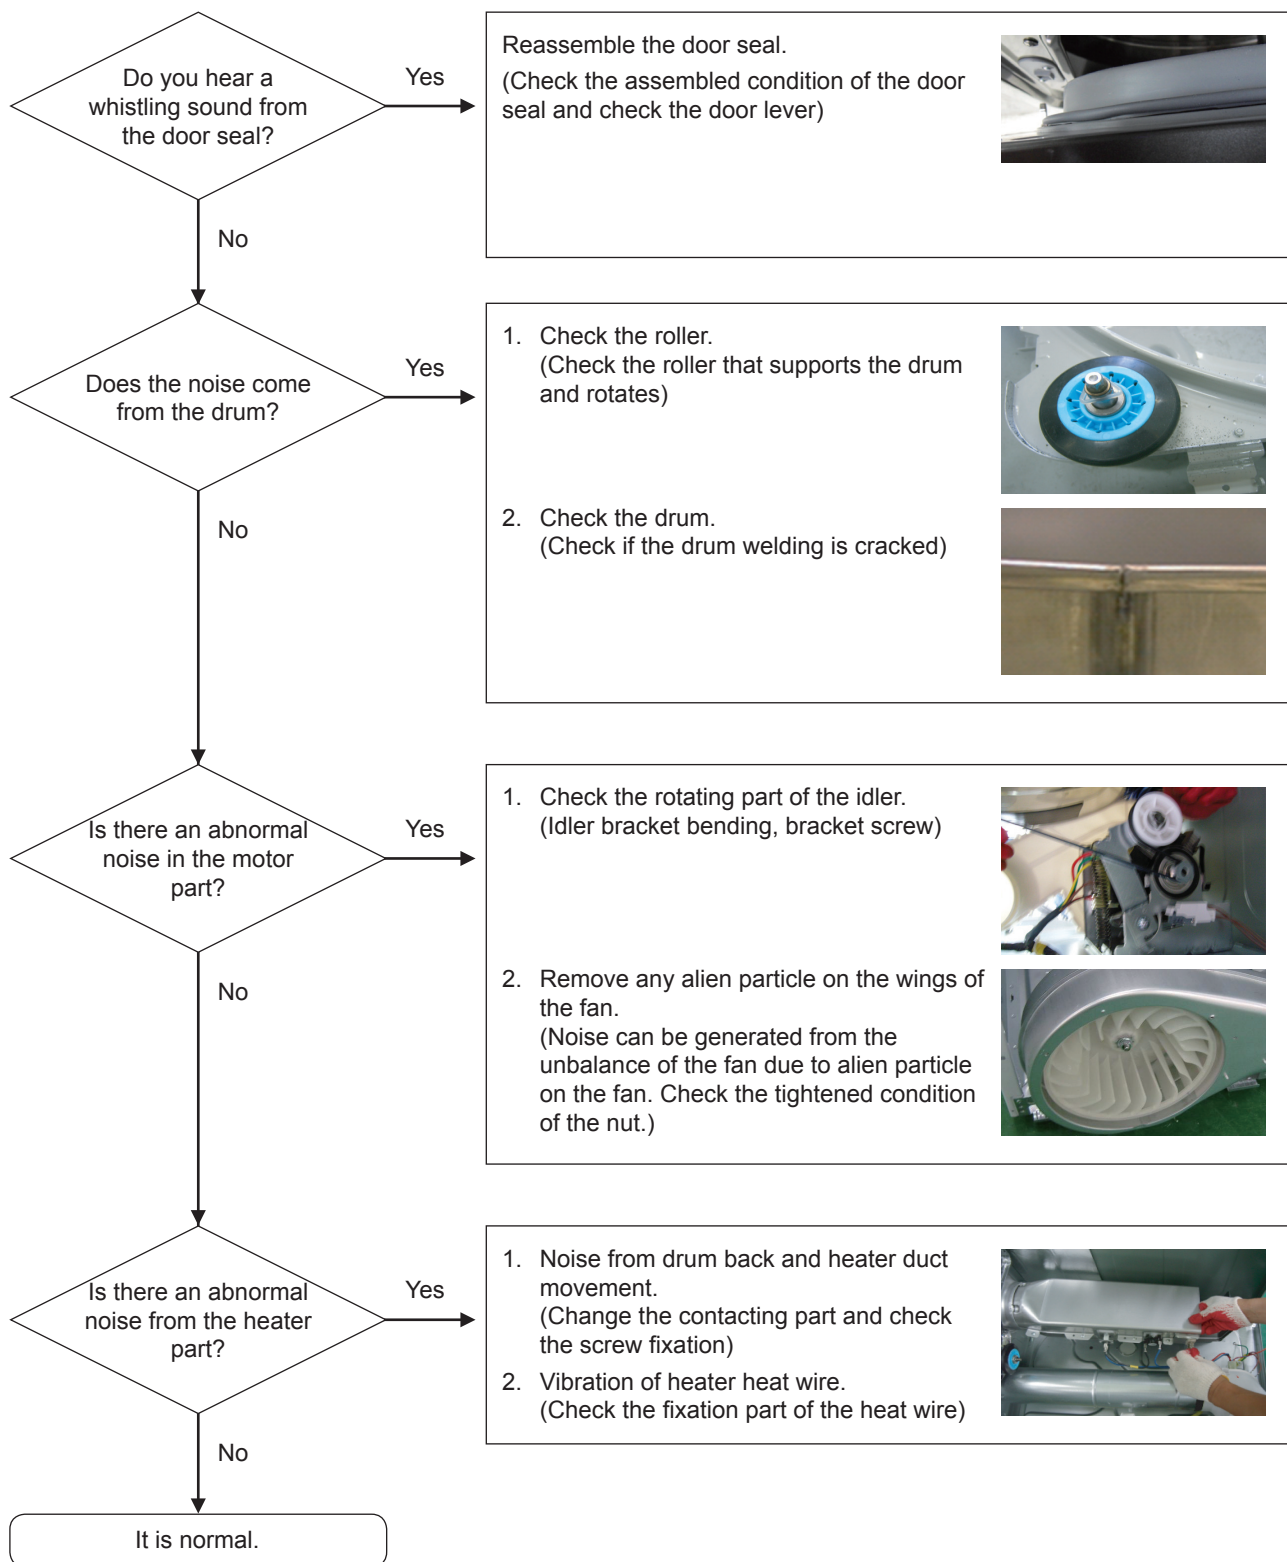 Do you hear a
whistling sound from
the door seal?
Yes
Reassemble the door seal.
(Check the assembled condition of the door
seal and check the door lever)
No
Does the noise come
from the drum?
Yes
1. Check the roller.
(Check the roller that supports the drum
and rotates)
2. Check the drum.
(Check if the drum welding is cracked)
No
Is there an abnormal
noise in the motor
part?
Yes
1. Check the rotating part of the idler.
(Idler bracket bending, bracket screw)
2. Remove any alien particle on the wings of
the fan.
(Noise can be generated from the
unbalance of the fan due to alien particle
on the fan. Check the tightened condition
of the nut.)
No
Is there an abnormal
noise from the heater
part?
Yes
1. Noise from drum back and heater duct
movement.
(Change the contacting part and check
the screw fixation)
2. Vibration of heater heat wire.
(Check the fixation part of the heat wire)
No
It is normal.